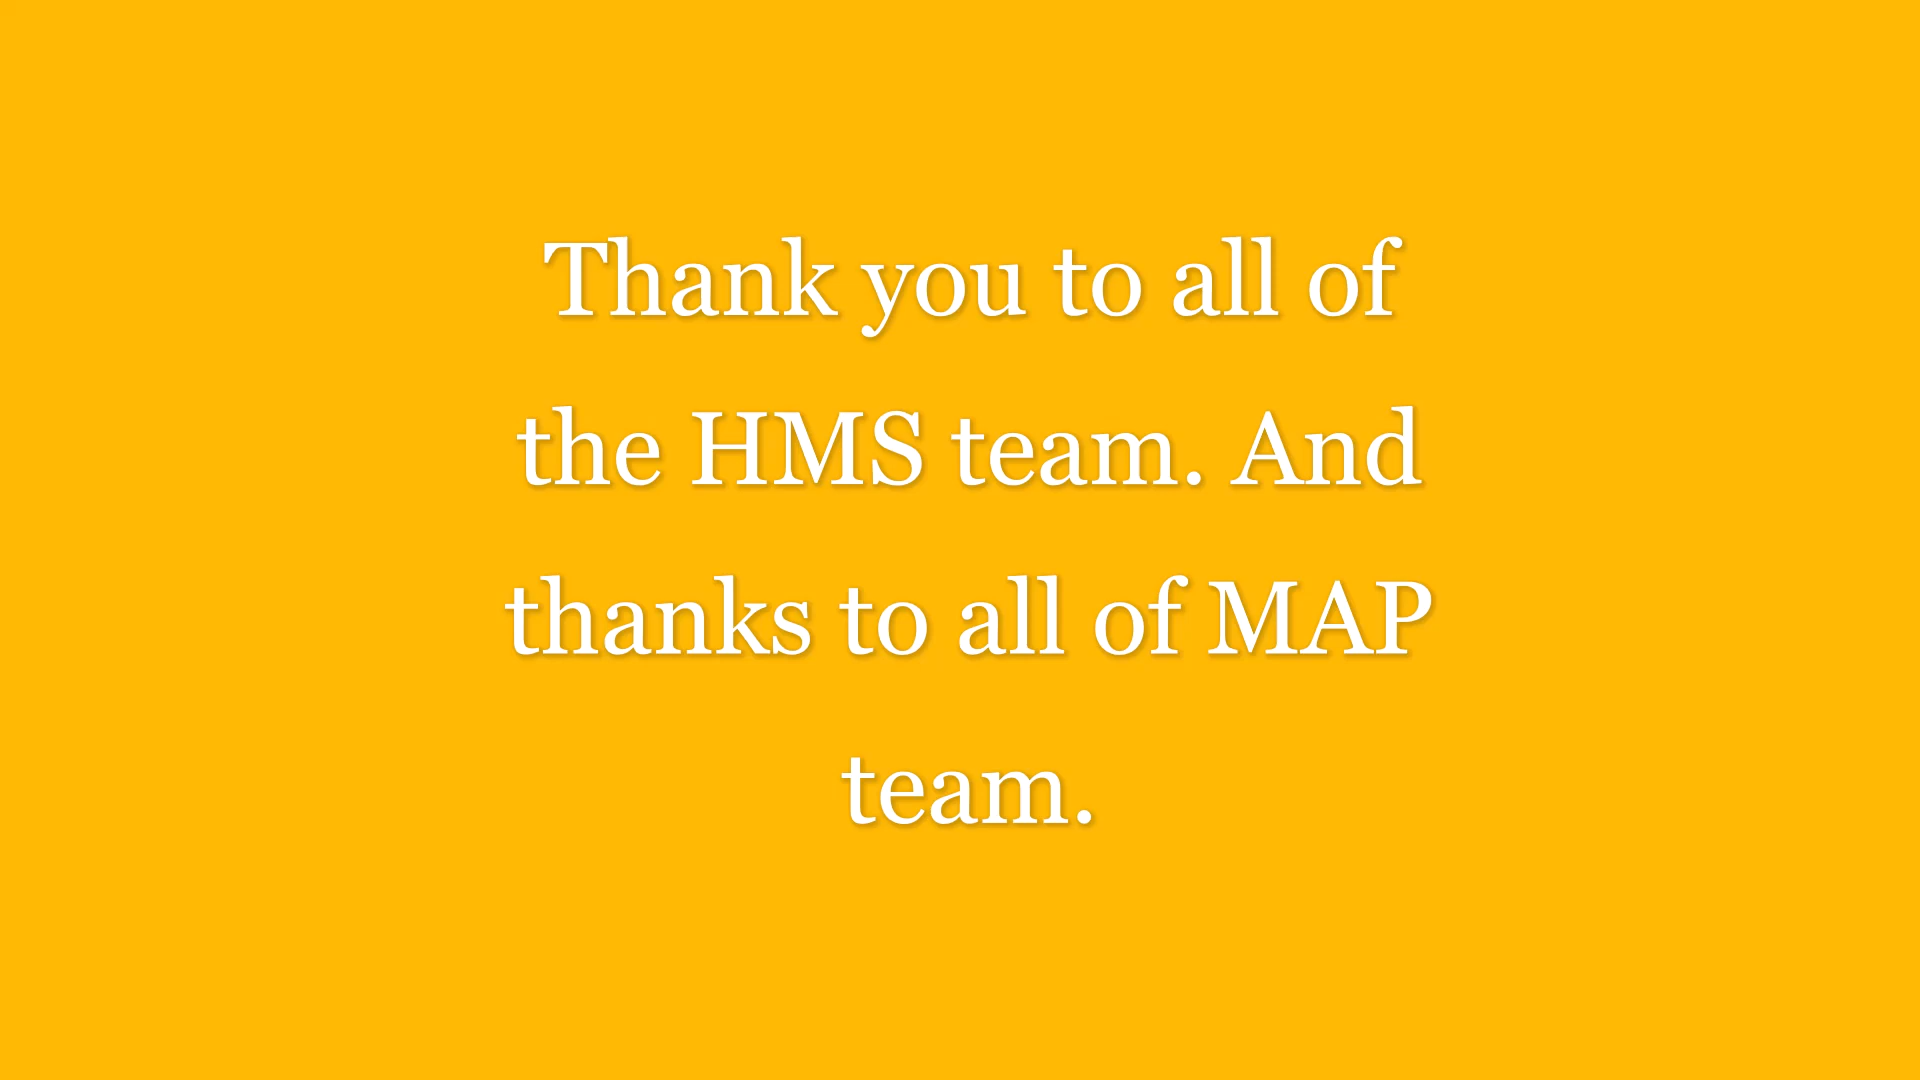 Thank you to all of
the HMS team. And
thanks to all of MAP
team.